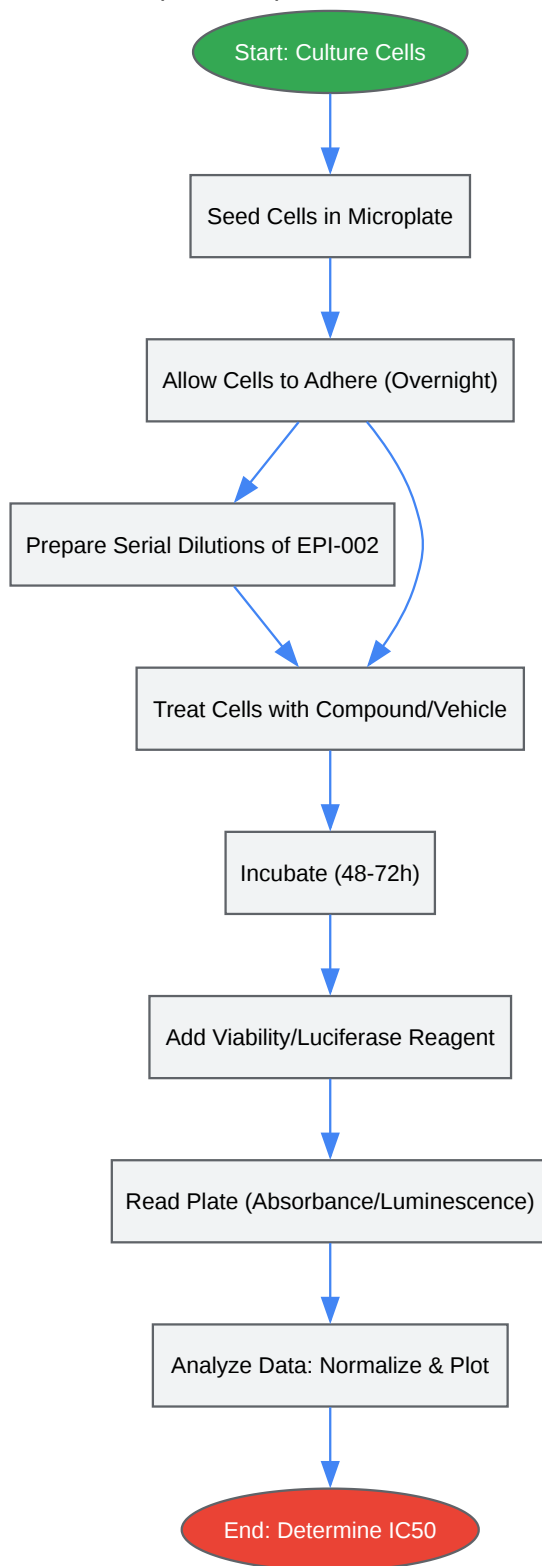 Start: Culture Cells
Seed Cells in Microplate
Allow Cells to Adhere (Overnight)
Prepare Serial Dilutions of EPI-002
Treat Cells with Compound/Vehicle
Incubate (48-72h)
Add Viability/Luciferase Reagent
Read Plate (Absorbance/Luminescence)
Analyze Data: Normalize & Plot
End: Determine IC50